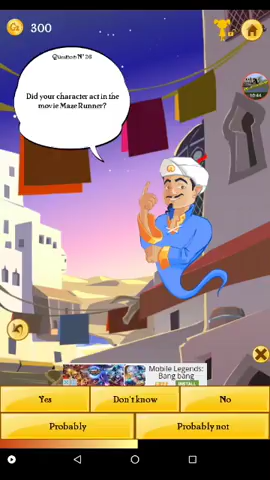 300
Question N°26
Did your character act in the
movie Maze Runner?
Mobile Legends:
Bang bang
FREE INSTALL
Yes
Don't know
No
Probably
Probably not